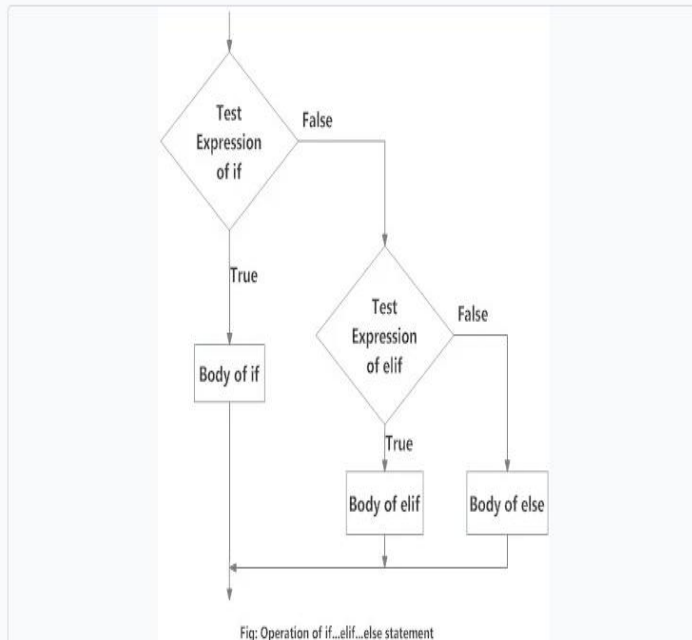 Test
Expression
of if
False
True
Body of if
Test
Expression
of elif
False
True
Body of elif
Body of else
Fig: Operation of if...elif...else statement